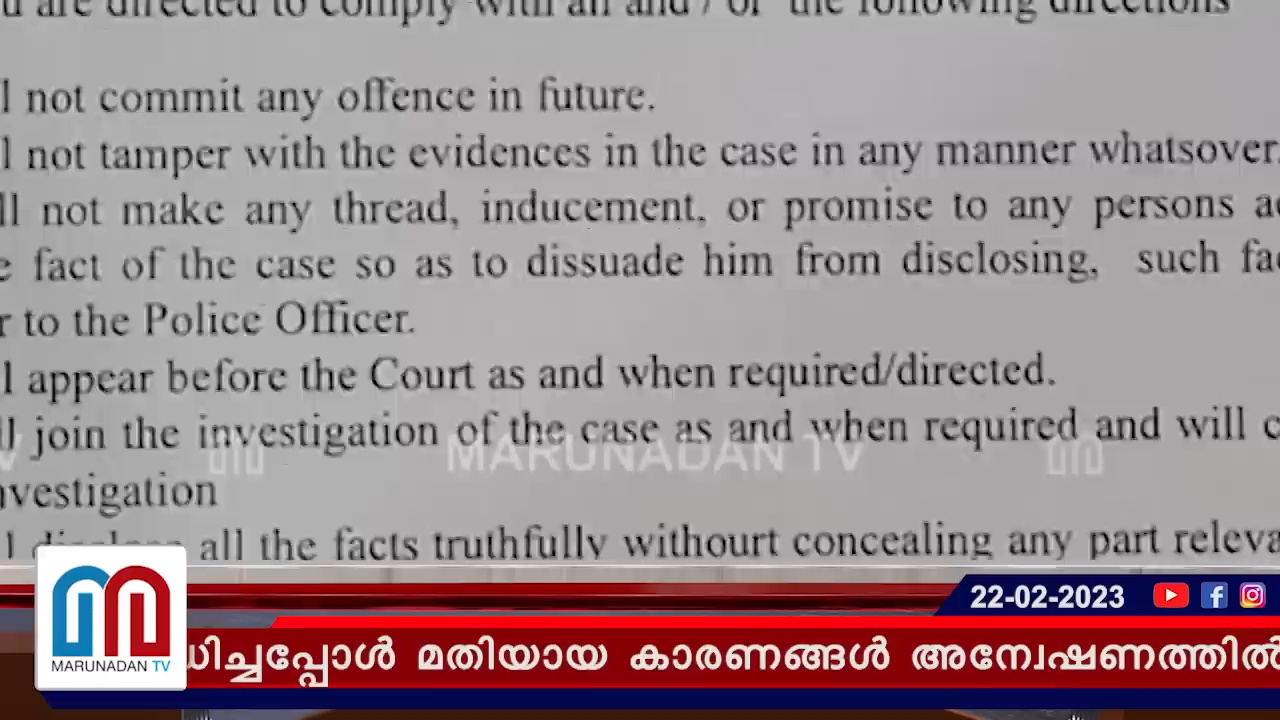 are directed to comply with all and / or the following directions
l not commit any offence in future.
l not tamper with the evidences in the case in any manner whatsover.
ll not make any thread, inducement, or promise to any persons
fact of the case so as to dissuade him from disclosing, such
r to the Police Officer.
l appear before the Court as and when required/directed.
ll join the investigation of the case as and when required and will
nvestigation
all the facts truthfully withourt concealing any part
MARUNADAN TV
22-02-2023
MARUNADAN TV
ധിച്ചപ്പോൾ മതിയായ കാരണങ്ങൾ അന്വേഷണത്തിൽ